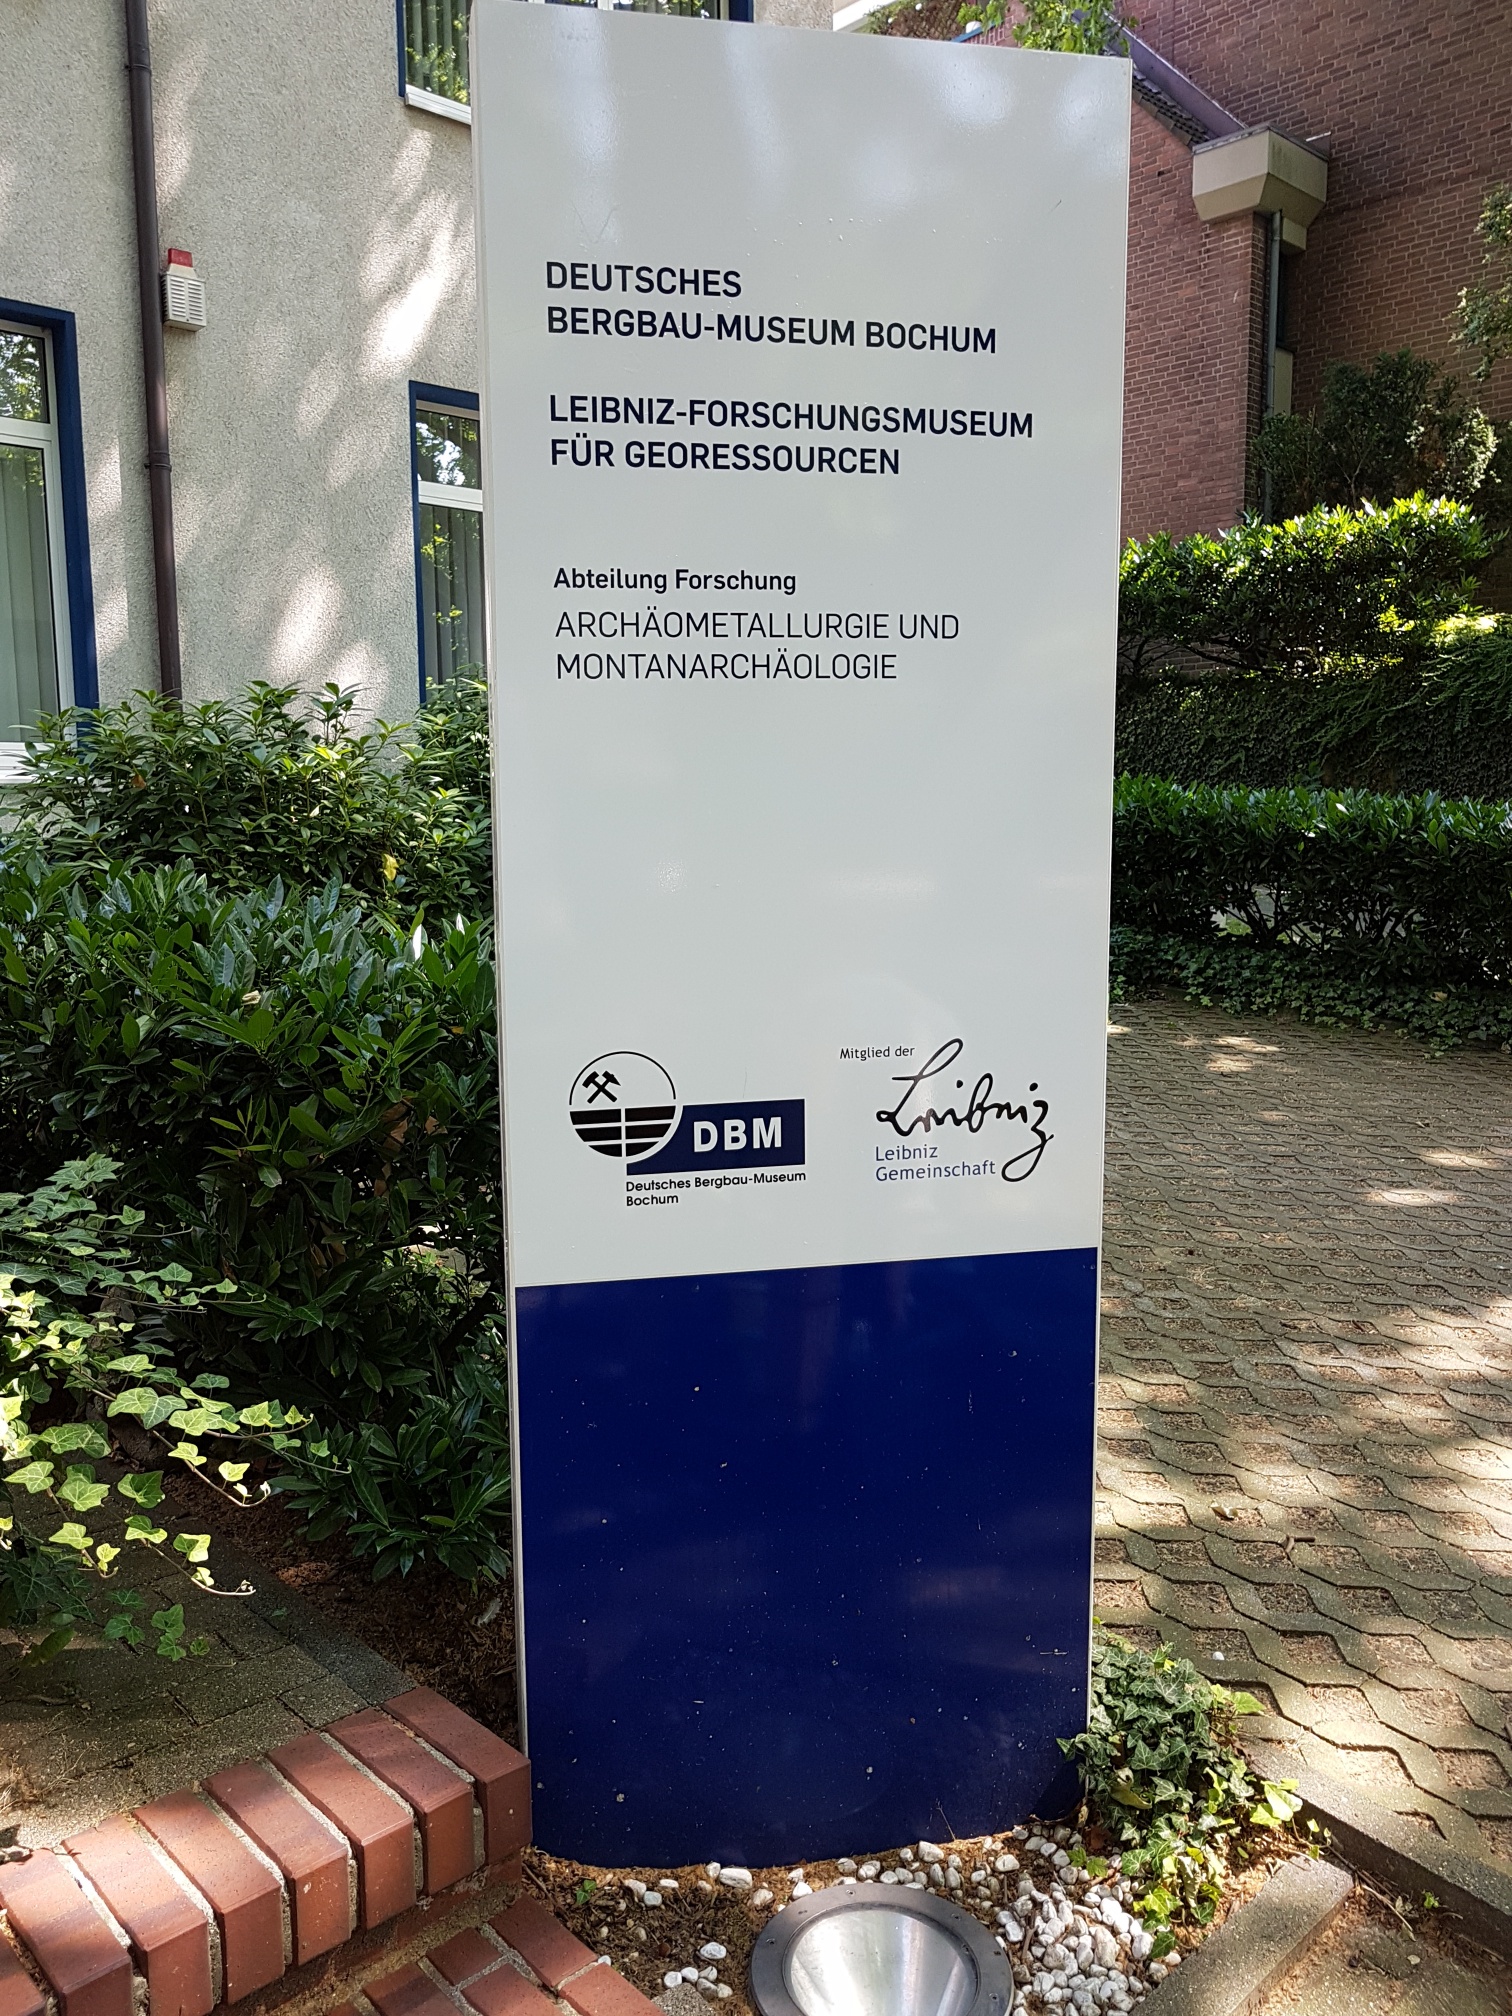 DEUTSCHES
BERGBAU-MUSEUM BOCHUM
LEIBNIZ-FORSCHUNGSMUSEUM
FÜR GEORESSOURCEN
Abteilung Forschung
ARCHÄOMETALLURGIE UND
MONTANARCHÄOLOGIE
DBM
Deutsches Bergbau-Museum
Bochum
Mitglied der
Leibniz
Leibniz
Gemeinschaft